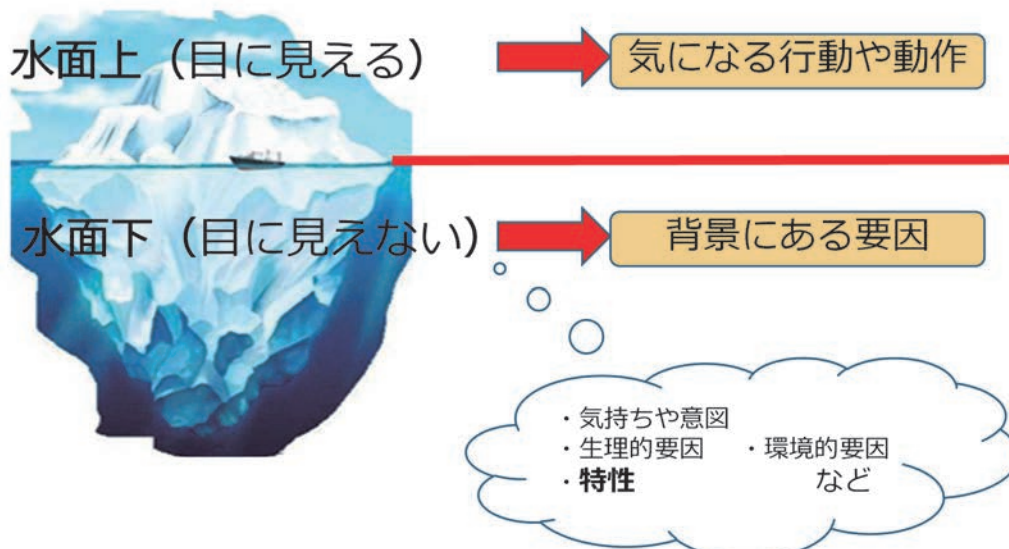 水面上（目に見える）
気になる行動や動作
水面下（目に見えない）
背景にある要因
・気持ちや意図
・生理的要因　・環境的要因
・特性　など